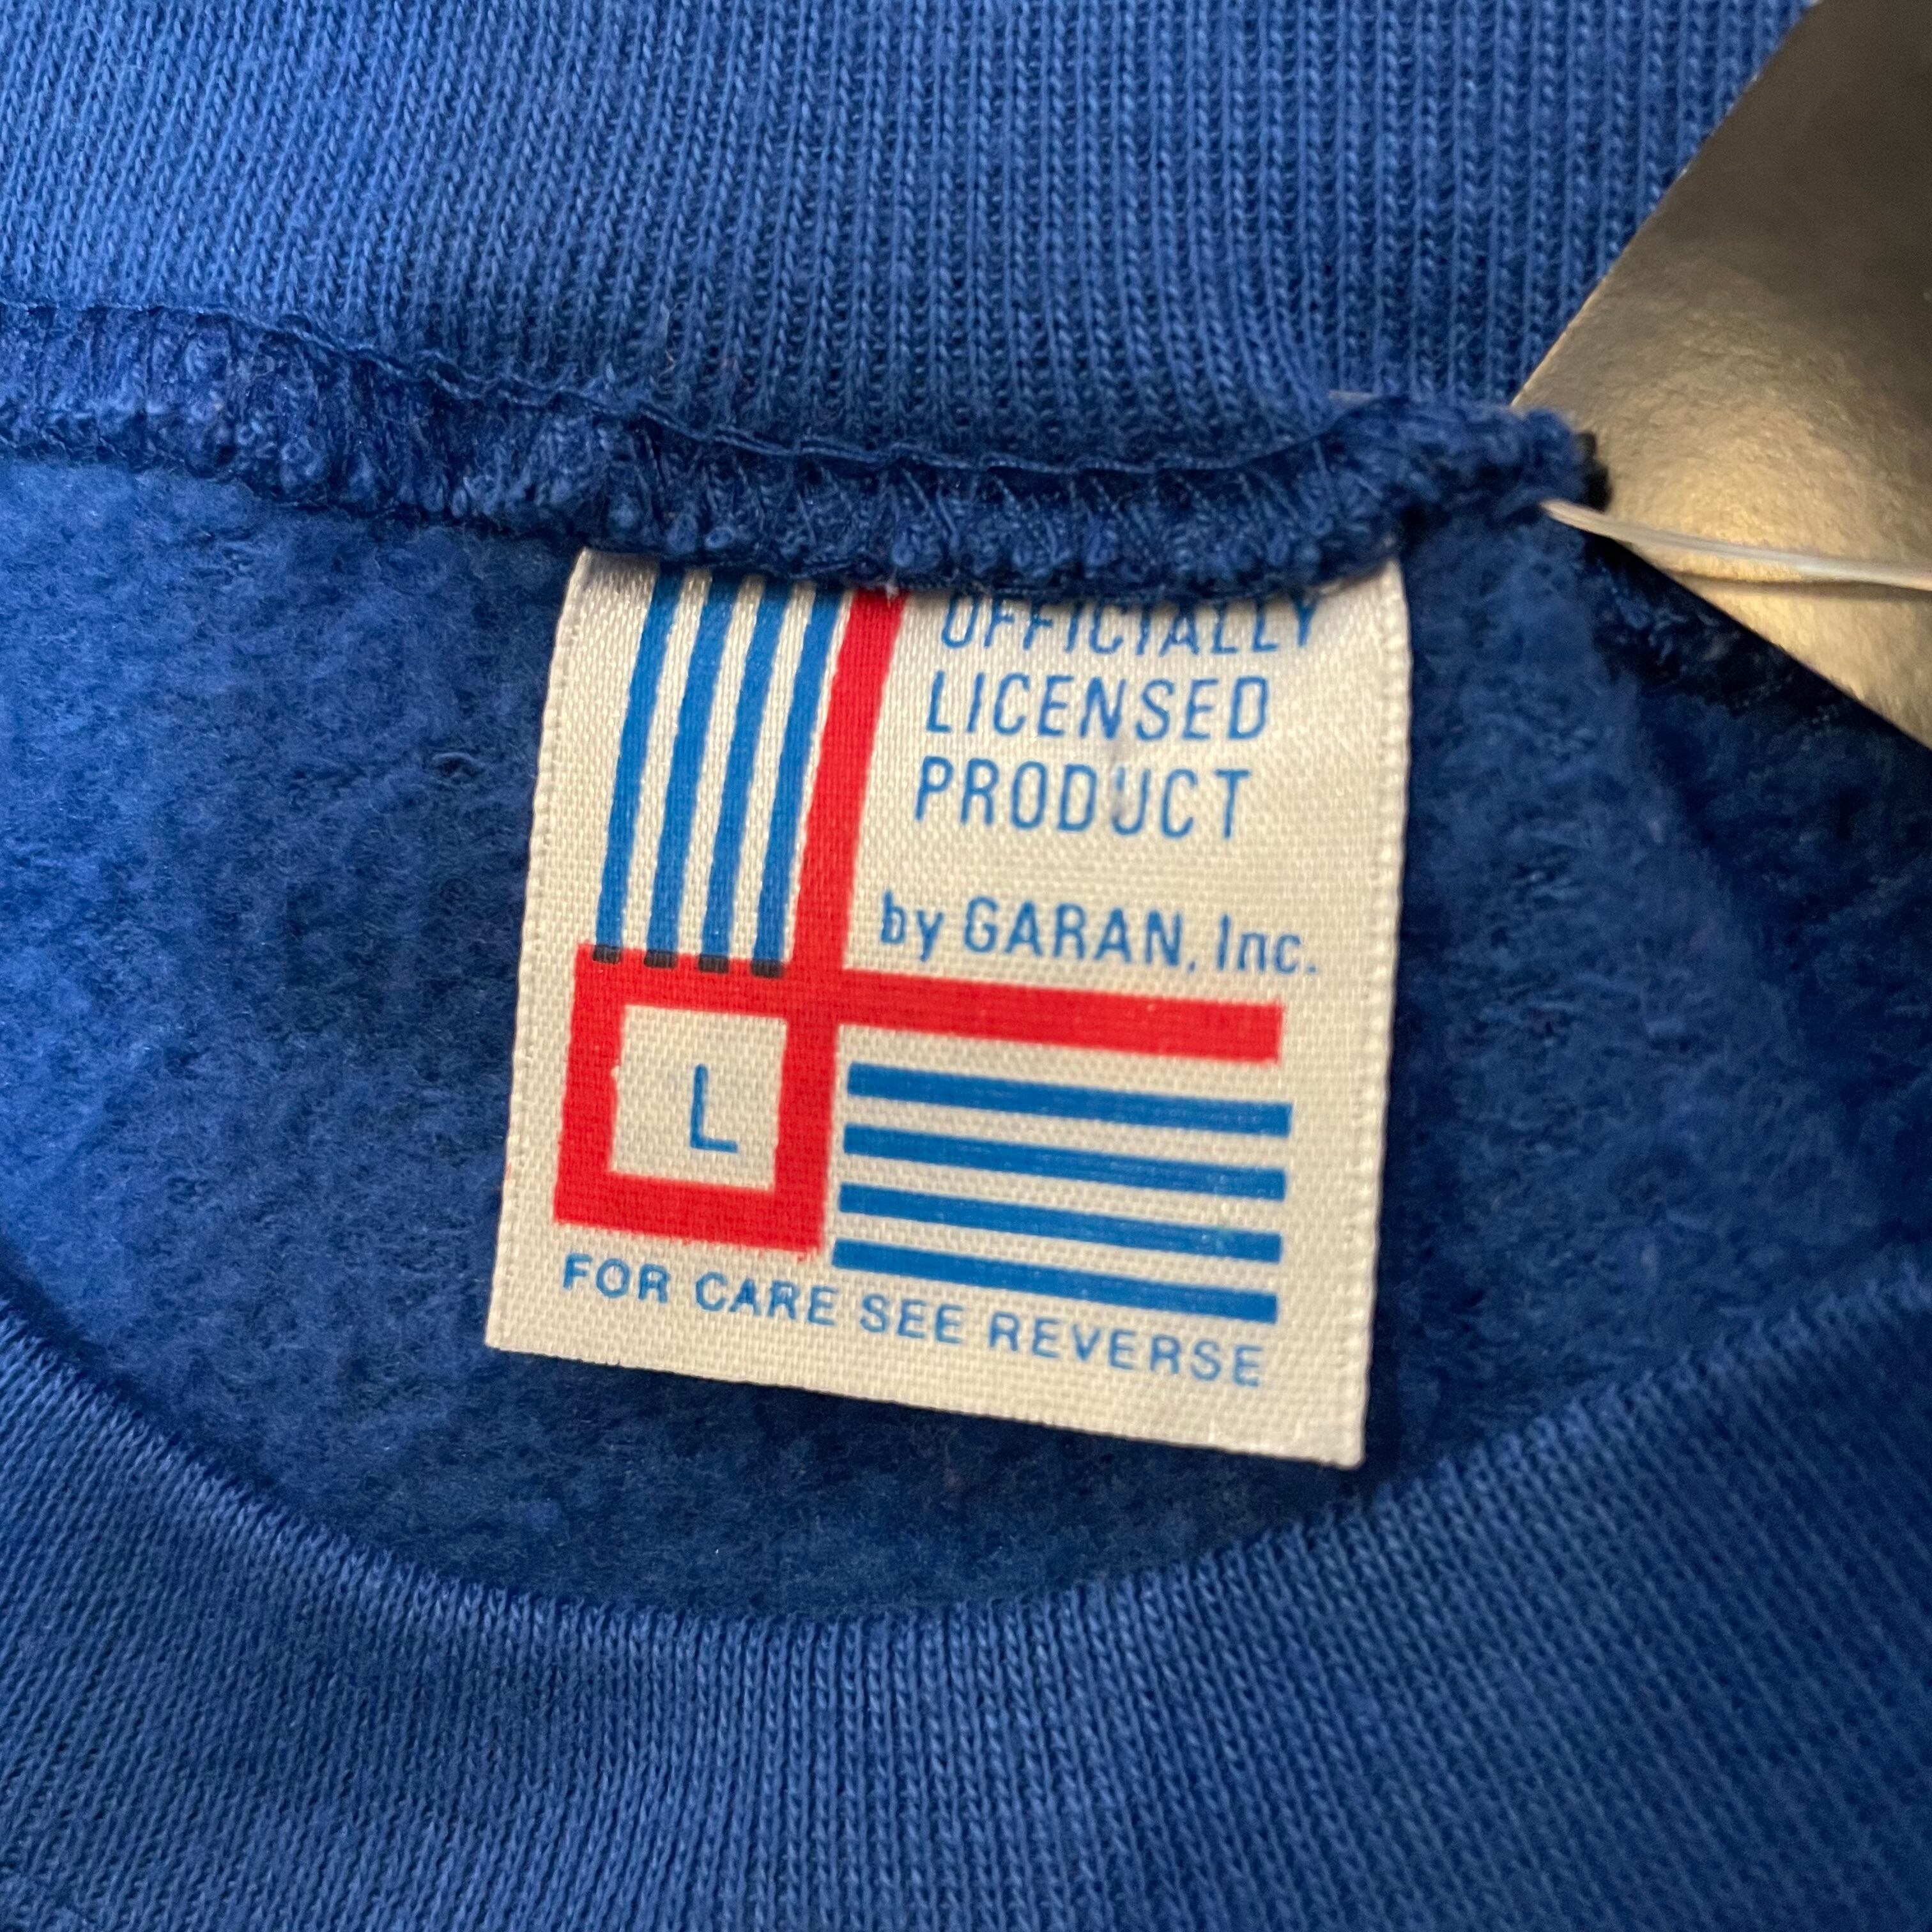 OFFICIALLY
LICENSED
PRODUCT
by GARAN, Inc.
L
FOR CARE SEE REVERSE